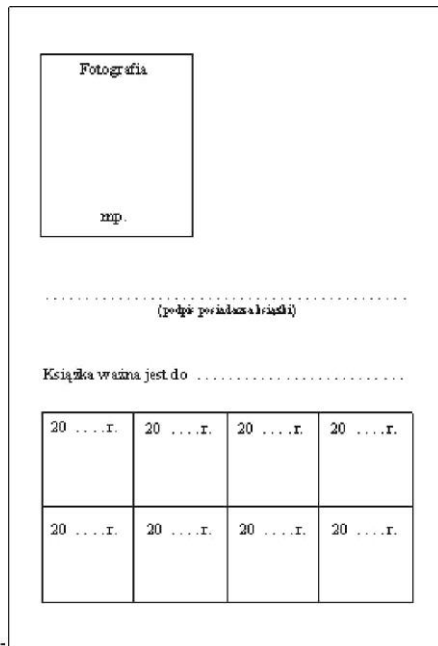 Fotografia
mp.
. . . . . . . . . . . . . . . . . . . . . . . . . . . . . . . . . . . . . . . . . . . . . . .
(podpis posiadacza książki)
Książka ważna jest do . . . . . . . . . . . . . . . . . . . . . . . . . .
20 . . . .r. 20 . . . .r. 20 . . . .r. 20 . . . .r.
20 . . . .r. 20 . . . .r. 20 . . . .r. 20 . . . .r.